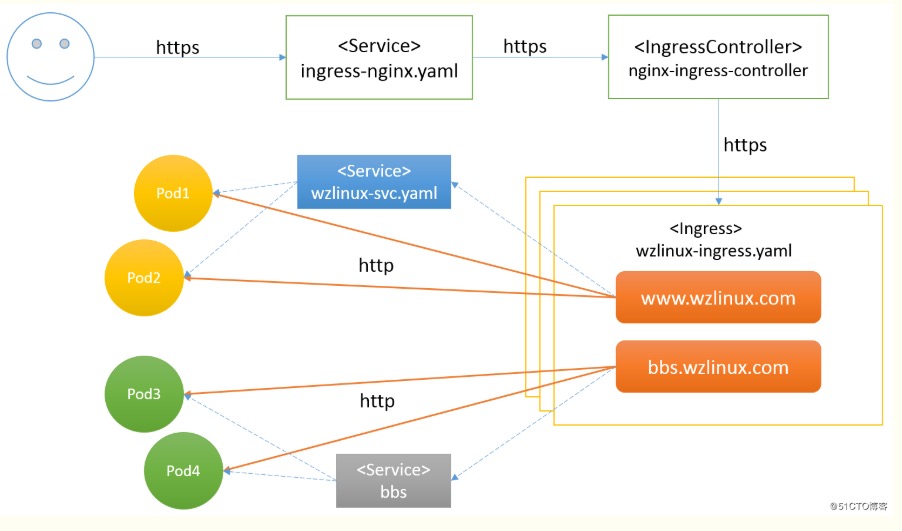 https
<Service>
ingress-nginx.yaml
https
<IngressController>
nginx-ingress-controller
https
Pod1
<Service>
wzlinux-svc.yaml
<Ingress>
wzlinux-ingress.yaml
Pod2
http
www.wzlinux.com
bbs.wzlinux.com
Pod3
http
Pod4
<Service>
bbs
@51CTO博客